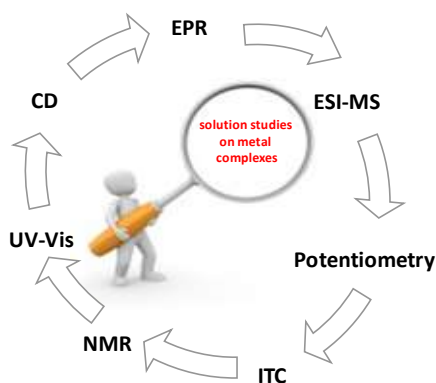 EPR
CD
ESI-MS
solution studies
on metal
complexes
UV-Vis
Potentiometry
NMR
ITC